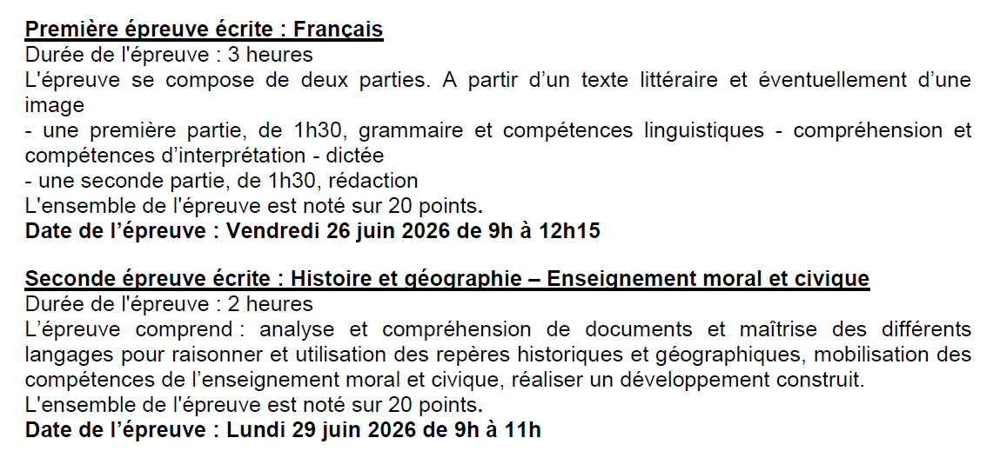 Première épreuve écrite : Français
Durée de l'épreuve : 3 heures
L'épreuve se compose de deux parties. A partir d’un texte littéraire et éventuellement d’une
image
- une première partie, de 1h30, grammaire et compétences linguistiques - compréhension et
compétences d’interprétation - dictée
- une seconde partie, de 1h30, rédaction
L'ensemble de l'épreuve est noté sur 20 points.
Date de l’épreuve : Vendredi 26 juin 2026 de 9h à 12h15
Seconde épreuve écrite : Histoire et géographie – Enseignement moral et civique
Durée de l'épreuve : 2 heures
L’épreuve comprend : analyse et compréhension de documents et maîtrise des différents
langages pour raisonner et utilisation des repères historiques et géographiques, mobilisation des
compétences de l’enseignement moral et civique, réaliser un développement construit.
L'ensemble de l'épreuve est noté sur 20 points.
Date de l’épreuve : Lundi 29 juin 2026 de 9h à 11h